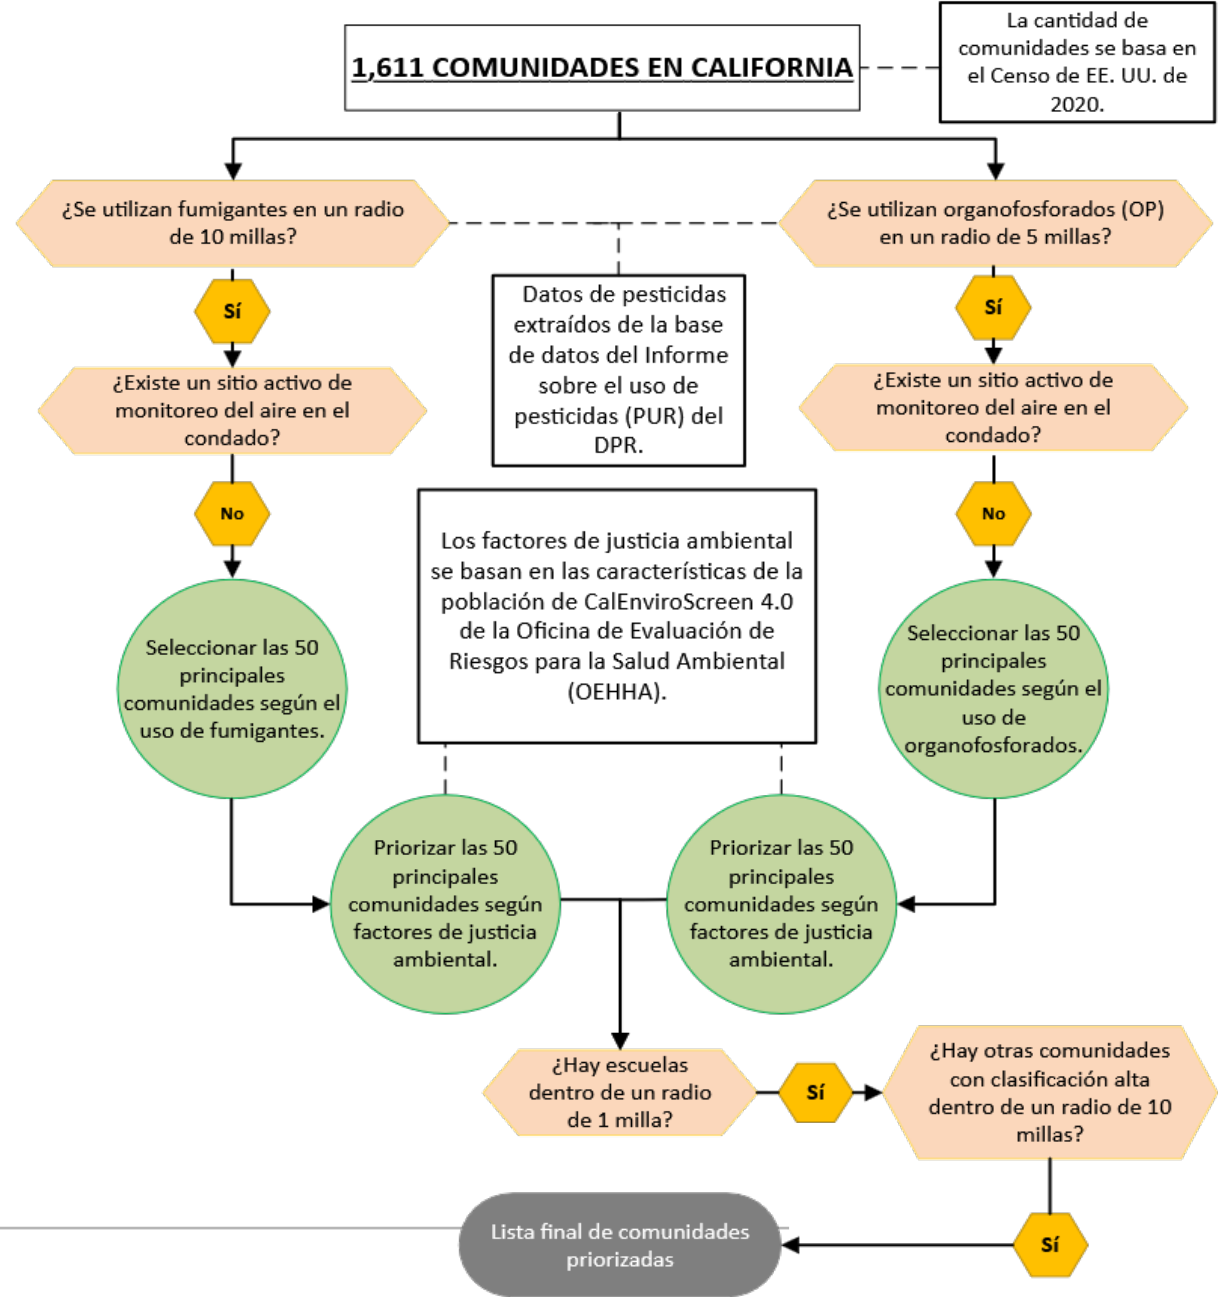 La cantidad de
comunidades se basa en
el Censo de EE. UU. de
2020.
1,611 COMUNIDADES EN CALIFORNIA
¿Se utilizan fumigantes en un radio
de 10 millas?
¿Se utilizan organofosforados (OP)
en un radio de 5 millas?
Sí
Sí
Datos de pesticidas
extraídos de la base
de datos del Informe
sobre el uso de
pesticidas (PUR) del
DPR.
¿Existe un sitio activo de
monitoreo del aire en el
condado?
¿Existe un sitio activo de
monitoreo del aire en el
condado?
No
No
Los factores de justicia ambiental
se basan en las características de la
población de CalEnviroScreen 4.0
de la Oficina de Evaluación de
Riesgos para la Salud Ambiental
(OEHHA).
Seleccionar las 50
principales
comunidades según el
uso de fumigantes.
Seleccionar las 50
principales
comunidades según el
uso de
organofosforados.
Priorizar las 50
principales
comunidades según
factores de justicia
ambiental.
Priorizar las 50
principales
comunidades según
factores de justicia
ambiental.
¿Hay escuelas
dentro de un radio
de 1 milla?
Sí
¿Hay otras comunidades
con clasificación alta
dentro de un radio de 10
millas?
Sí
Lista final de comunidades
priorizadas